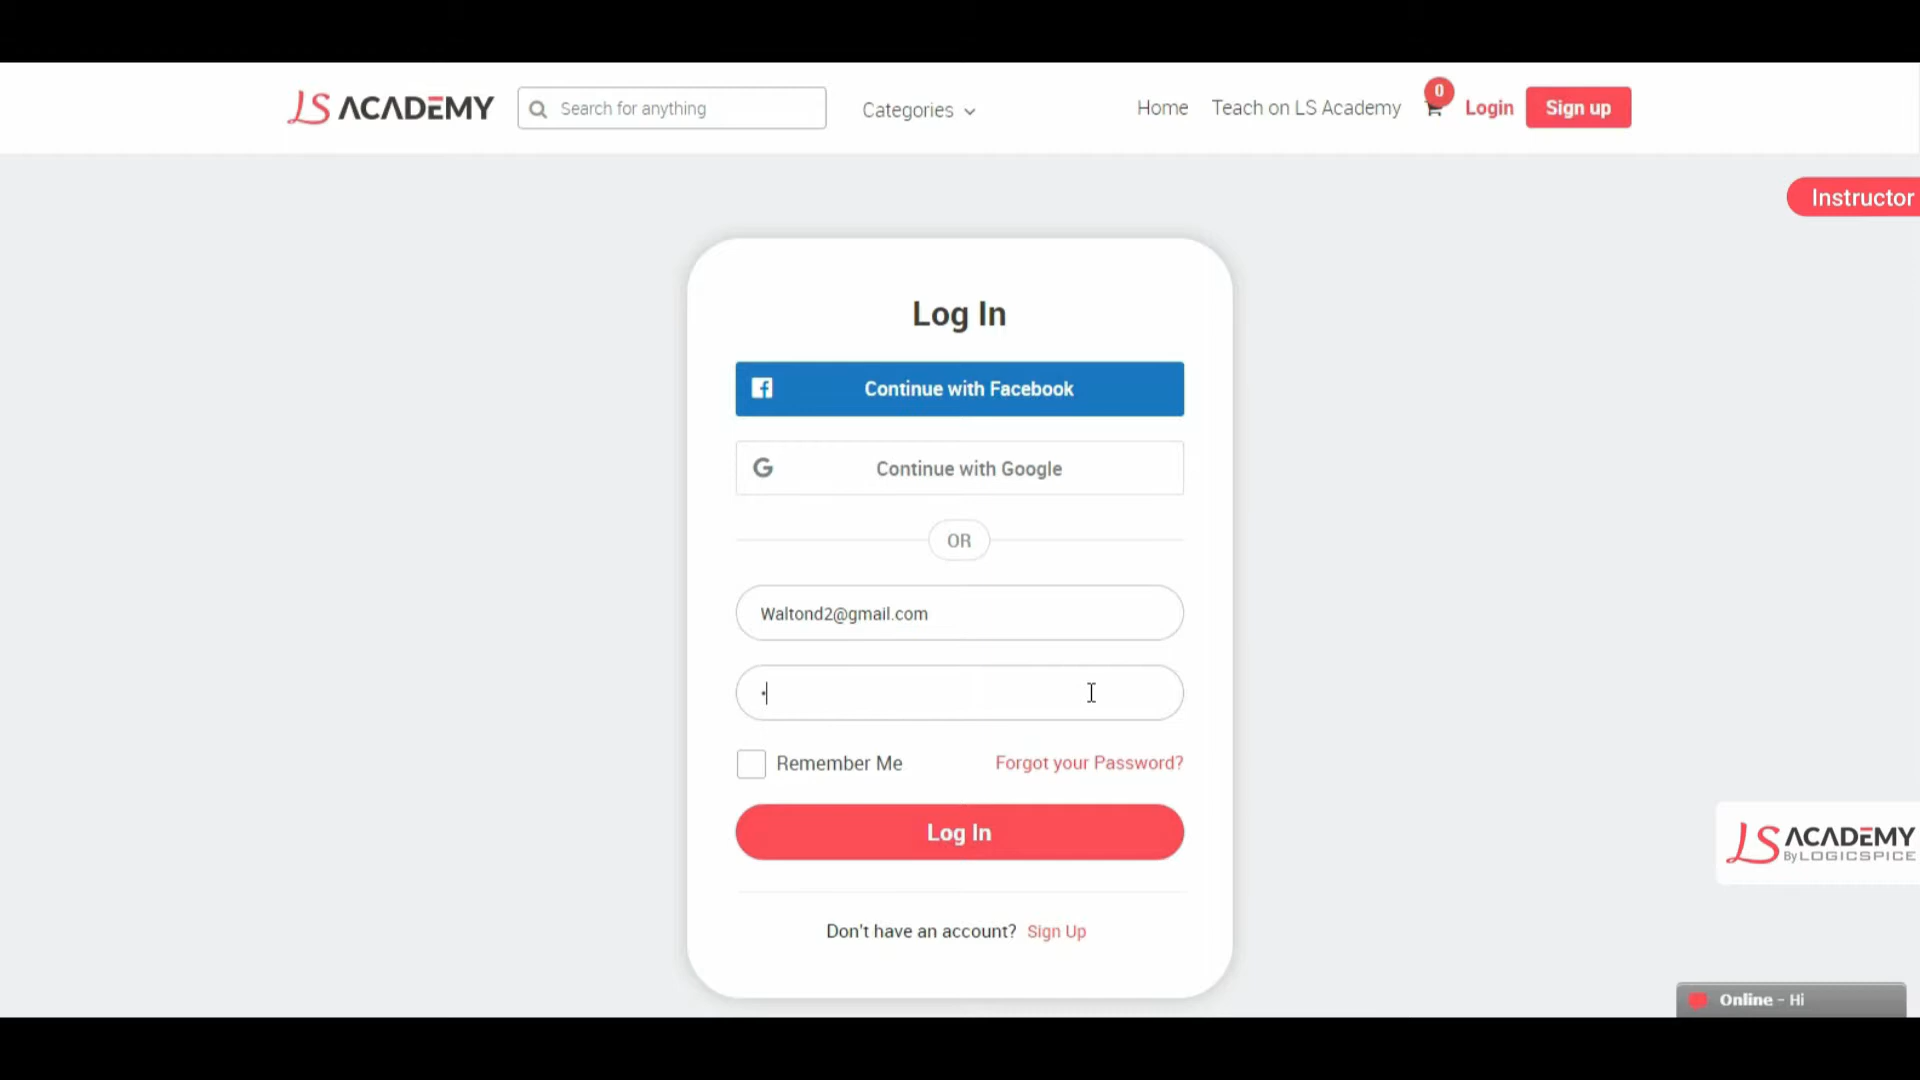 LS ACADEMY
Search for anything
Categories
Home
Teach on LS Academy
0
Login
Sign up
Instructor
Log In
Continue with Facebook
G Continue with Google
OR
Waltond2@gmail.com
Remember Me
Forgot your Password?
Log In
Don't have an account? Sign Up
LS ACADEMY
By LOGICSPICE
Online - Hi